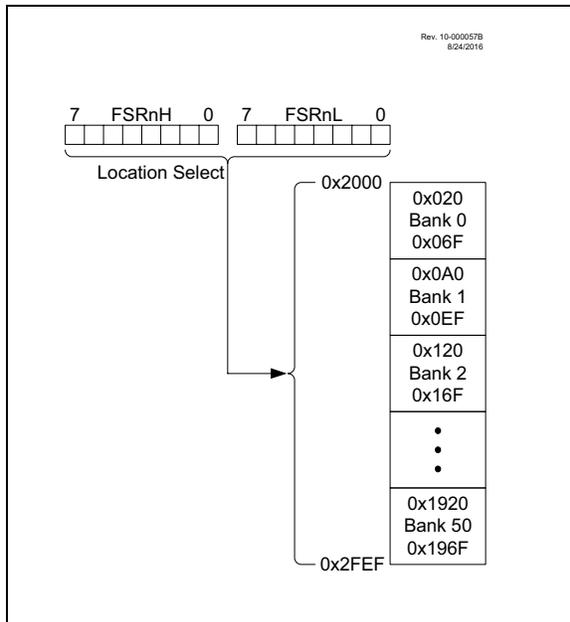 Rev. 10-000057B
8/24/2016
7 FSRnH 0 7 FSRnL 0
Location Select
0x2000
0x020
Bank 0
0x06F
0x0A0
Bank 1
0x0EF
0x120
Bank 2
0x16F
0x1920
Bank 50
0x196F
0x2FEF